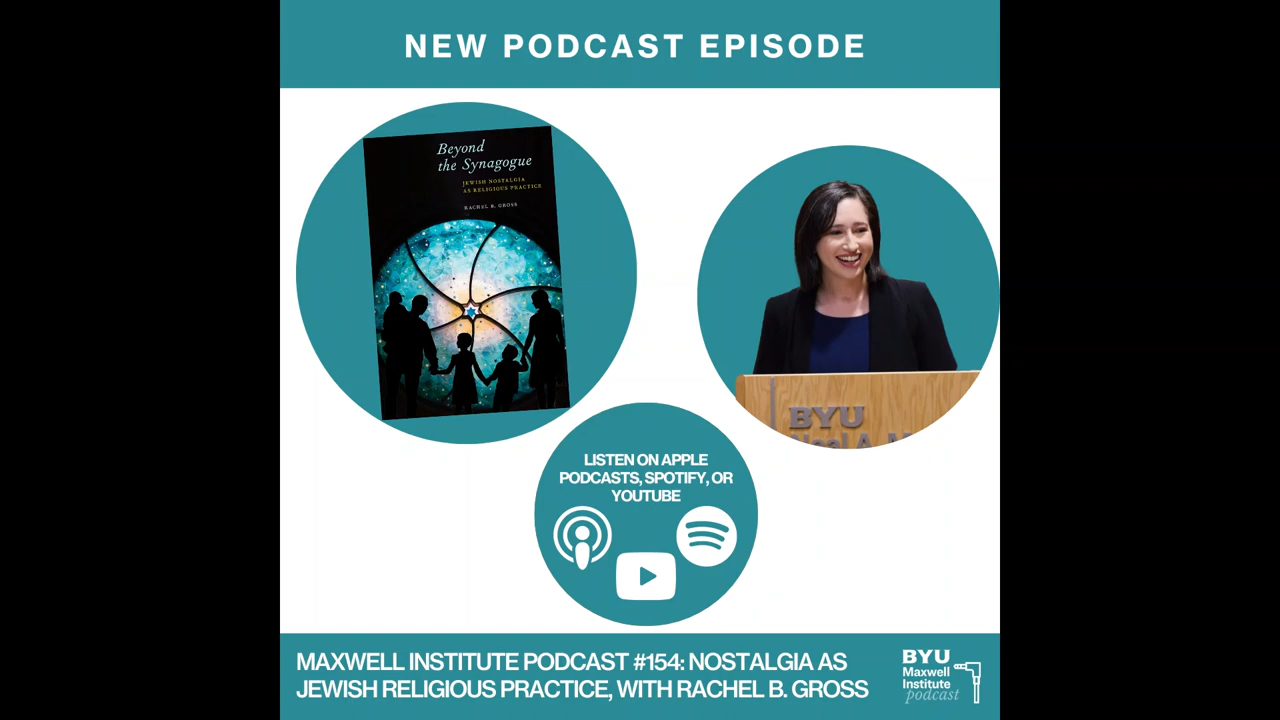 NEW PODCAST EPISODE
Beyond
the Synagogue
JEWISH NOSTALGIA
AS RELIGIOUS PRACTICE
RACHEL B. GROSS
BYU
Neal A. M
LISTEN ON APPLE
PODCASTS, SPOTIFY, OR
YOUTUBE
MAXWELL INSTITUTE PODCAST #154: NOSTALGIA AS
JEWISH RELIGIOUS PRACTICE, WITH RACHEL B. GROSS
BYU
Maxwell
Institute
podcast